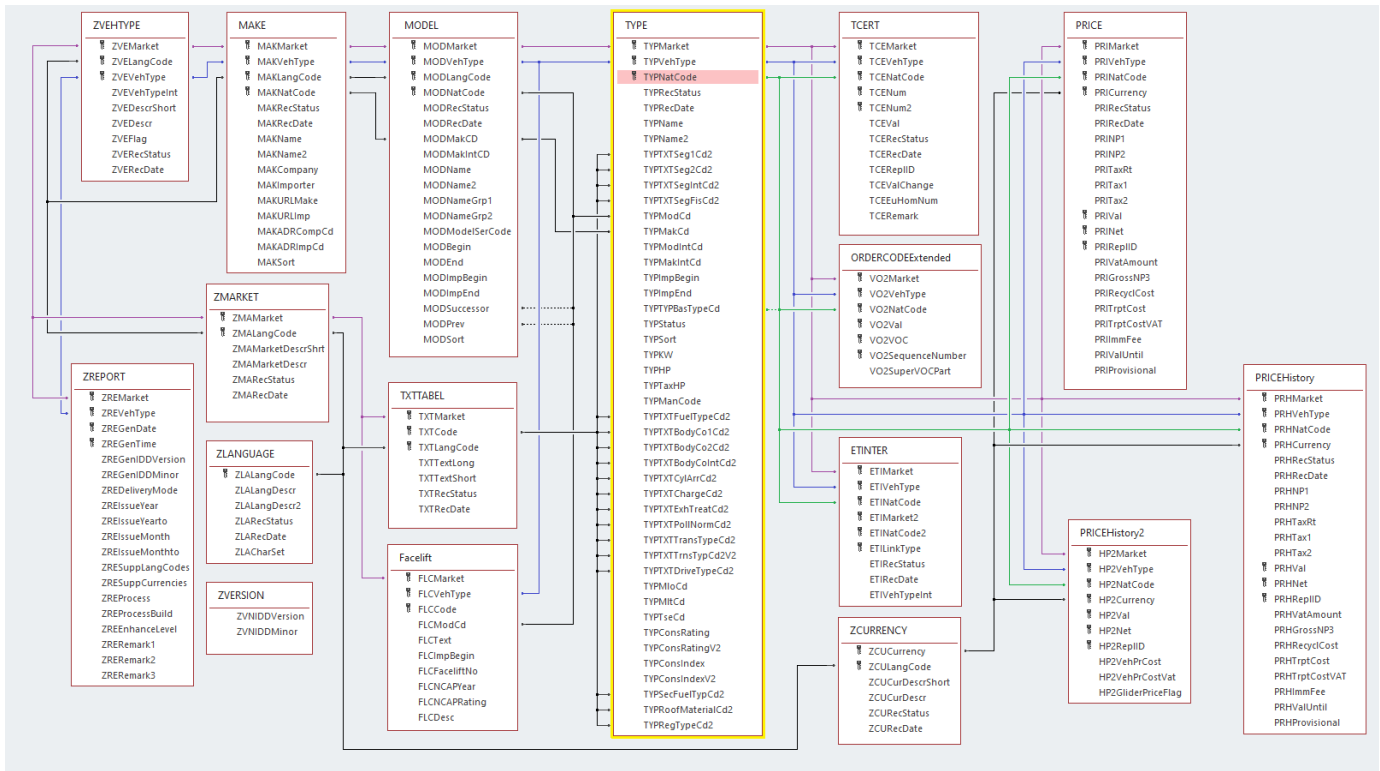 ZVEHTYPE
ZVEMarket
ZVELangCode
ZVEVehType
ZVEVehTypeInt
ZVEDescrShort
ZVEDescr
ZVEFlag
ZVERecStatus
ZVERecDate
MAKE
MAKMarket
MAKVehType
MAKLangCode
MAKNatCode
MAKRecStatus
MAKRecDate
MAKName
MAKName2
MAKCompany
MAKImporter
MAKURLMake
MAKURLImp
MAKADRCompCd
MAKADRImpCd
MAKSort
MODEL
MODMarket
MODVehType
MODLangCode
MODNatCode
MODRecStatus
MODRecDate
MODMakCD
MODMakIntCD
MODName
MODName2
MODNameGrp1
MODNameGrp2
MODModelSerCode
MODBegin
MODEnd
MODImpBegin
MODImpEnd
MODSuccessor
MODPrev
MODSort
TYPE
TYPMarket
TYPVehType
TYPNatCode
TYPRecStatus
TYPRecDate
TYPName
TYPName2
TYPTXTSeg1Cd2
TYPTXTSeg2Cd2
TYPTXTSegIntCd2
TYPTXTSegFisCd2
TYPModCd
TYPMakCd
TYPModIntCd
TYPMakIntCd
TYPImpBegin
TYPImpEnd
TYPTYPBasTypeCd
TYPStatus
TYPSort
TYPKW
TYPHP
TYPTaxHP
TYPManCode
TYPTXTFuelTypeCd2
TYPTXTBodyCo1Cd2
TYPTXTBodyCo2Cd2
TYPTXTBodyCoIntCd2
TYPTXTCylArrCd2
TYPTXTChargeCd2
TYPTXTExhTreatCd2
TYPTXTPollNormCd2
TYPTXTTransTypeCd2
TYPTXTTrnsTypCd2V2
TYPTXTDriveTypeCd2
TYPMloCd
TYPMltCd
TYPTseCd
TYPConsRating
TYPConsRatingV2
TYPConsIndex
TYPConsIndexV2
TYPSecFuelTypCd2
TYPRoofMaterialCd2
TYPRegTypeCd2
TCERT
TCEMarket
TCEVehType
TCENatCode
TCENum
TCENum2
TCEVal
TCERecStatus
TCERecDate
TCEReplID
TCEValChange
TCEEuHomNum
TCERemark
PRICE
PRIMarket
PRIVehType
PRINatCode
PRICurrency
PRIRecStatus
PRIRecDate
PRINP1
PRINP2
PRITaxRt
PRITax1
PRITax2
PRIVal
PRINet
PRIReplID
PRIVatAmount
PRIGrossNP3
PRIRecyclCost
PRITrptCost
PRITrptCostVAT
PRIImmFee
PRIValUntil
PRIProvisional
ORDERCODEExtended
VO2Market
VO2VehType
VO2NatCode
VO2Val
VO2VOC
VO2SequenceNumber
VO2SuperVOCPart
ZMARKET
ZMAMarket
ZMALangCode
ZMAMarketDescrShrt
ZMAMarketDescr
ZMARecStatus
ZMARecDate
ZREPORT
ZREMarket
ZREVehType
ZREGenDate
ZREGenTime
ZREGenIDDVersion
ZREGenIDDMinor
ZREDeliveryMode
ZREIssueYear
ZREIssueYearto
ZREIssueMonth
ZREIssueMonthto
ZRESuppLangCodes
ZRESuppCurrencies
ZREProcess
ZREProcessBuild
ZREEnhanceLevel
ZRERemark1
ZRERemark2
ZRERemark3
ZLANGUAGE
ZLALangCode
ZLALangDescr
ZLALangDescr2
ZLARecStatus
ZLARecDate
ZLACharSet
ZVERSION
ZVNIDDVersion
ZVNIDDMinor
TXTTABEL
TXTMarket
TXTCode
TXTLangCode
TXTTextLong
TXTTextShort
TXTRecStatus
TXTRecDate
Facelift
FLCMarket
FLCVehType
FLCCode
FLCModCd
FLCText
FLCImpBegin
FLCFaceliftNo
FLCNCAPYear
FLCNCAPRating
FLCDesc
ETINTER
ETIMarket
ETIVehType
ETINatCode
ETIMarket2
ETINatCode2
ETILinkType
ETIRecStatus
ETIRecDate
ETIVehTypeInt
ZCURRENCY
ZCUCurrency
ZCULangCode
ZCUCurDescrShort
ZCUCurDescr
ZCURecStatus
ZCURecDate
PRICEHistory2
HP2Market
HP2VehType
HP2NatCode
HP2Currency
HP2Val
HP2Net
HP2ReplID
HP2VehPrCost
HP2VehPrCostVat
HP2GliderPriceFlag
PRICEHistory
PRHMarket
PRHVehType
PRHNatCode
PRHCurrency
PRHRecStatus
PRHRecDate
PRHNP1
PRHNP2
PRHTaxRt
PRHTax1
PRHTax2
PRHVal
PRHNet
PRHReplID
PRHVatAmount
PRHGrossNP3
PRHRecyclCost
PRHTrptCost
PRHTrptCostVAT
PRHImmFee
PRHValUntil
PRHProvisional